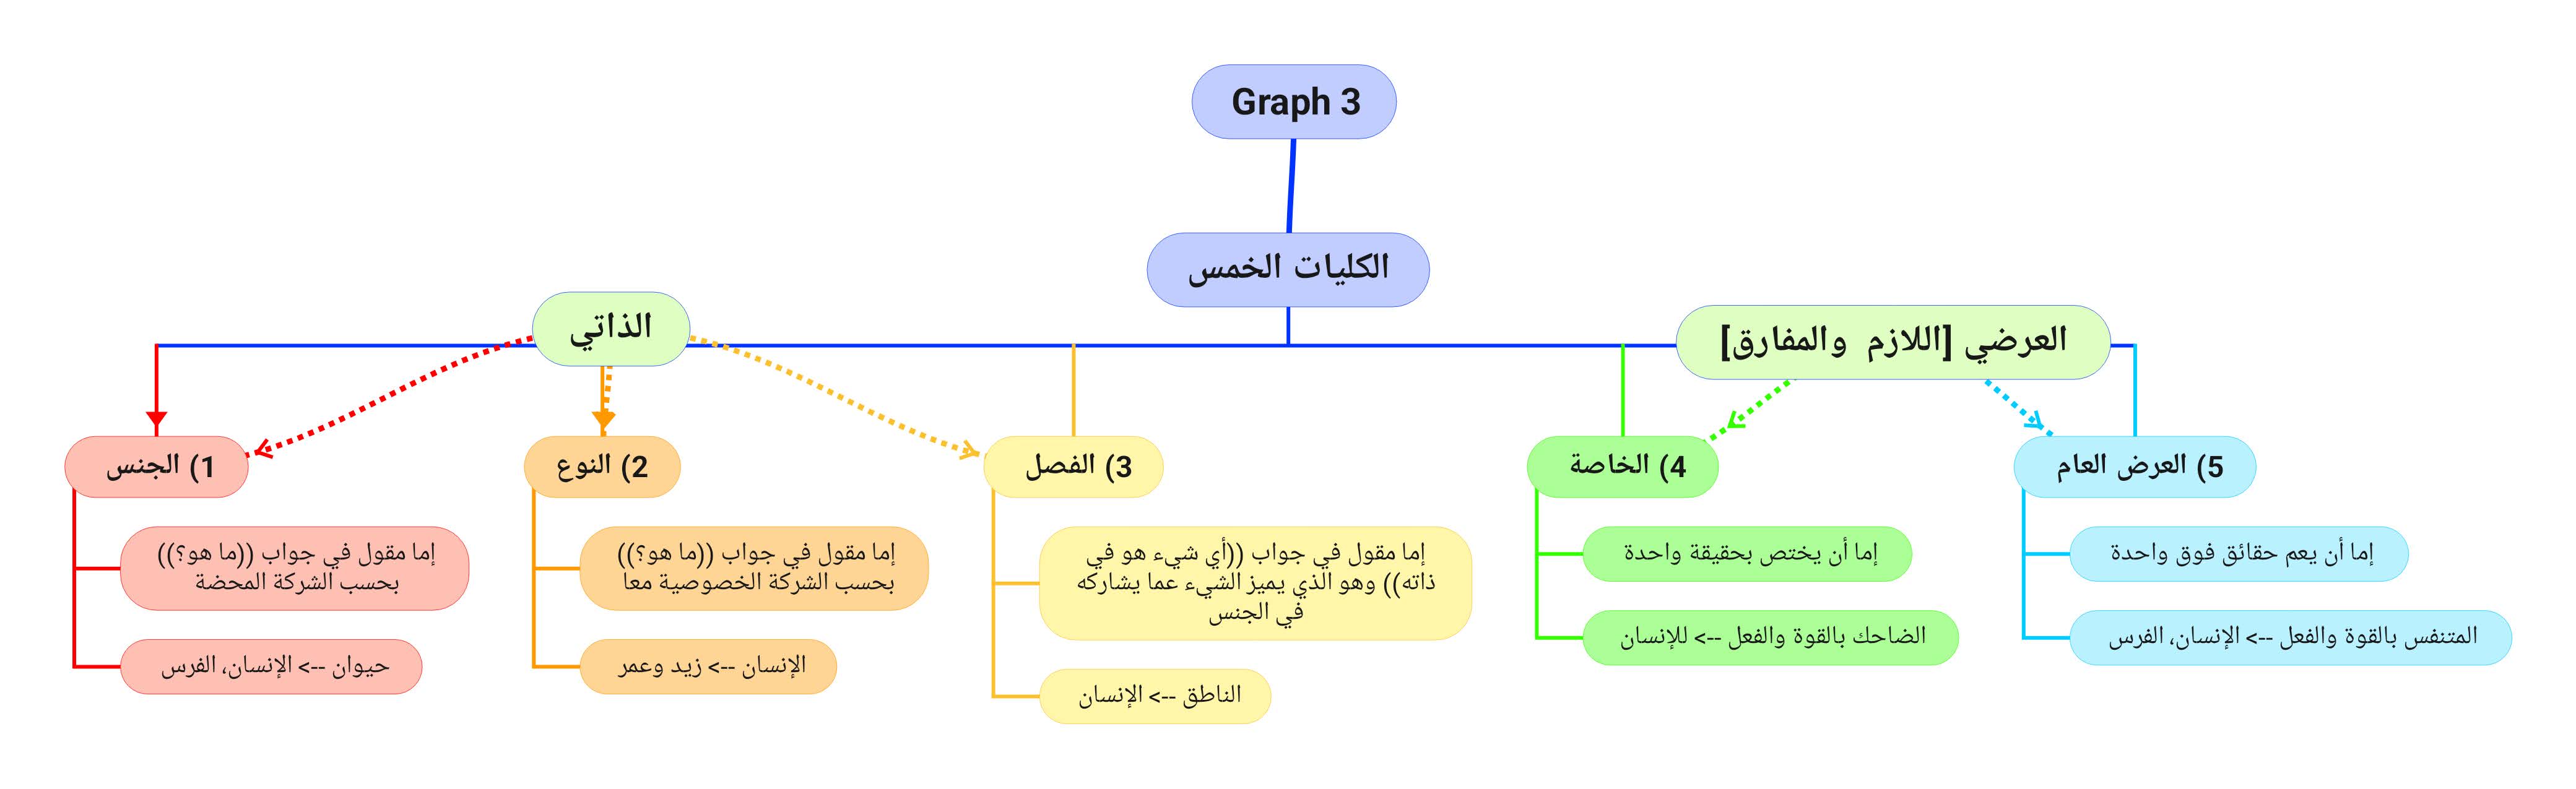 Graph 3
الكليات الخمس
الذاتي
العرضي [اللازم والمفارق]
1) الجنس
إما مقول في جواب ((ما هو؟))
بحسب الشركة المحضة
حيوان --> الإنسان، الفرس
2) النوع
إما مقول في جواب ((ما هو؟))
بحسب الشركة الخصوصية معا
الإنسان --> زيد وعمر
3) الفصل
إما مقول في جواب ((أي شيء هو في
ذاته)) وهو الذي يميز الشيء عما يشاركه
في الجنس
الناطق --> الإنسان
4) الخاصة
إما أن يختص بحقيقة واحدة
الضاحك بالقوة والفعل --> للإنسان
5) العرض العام
إما أن يعم حقائق فوق واحدة
المتنفس بالقوة والفعل --> الإنسان، الفرس